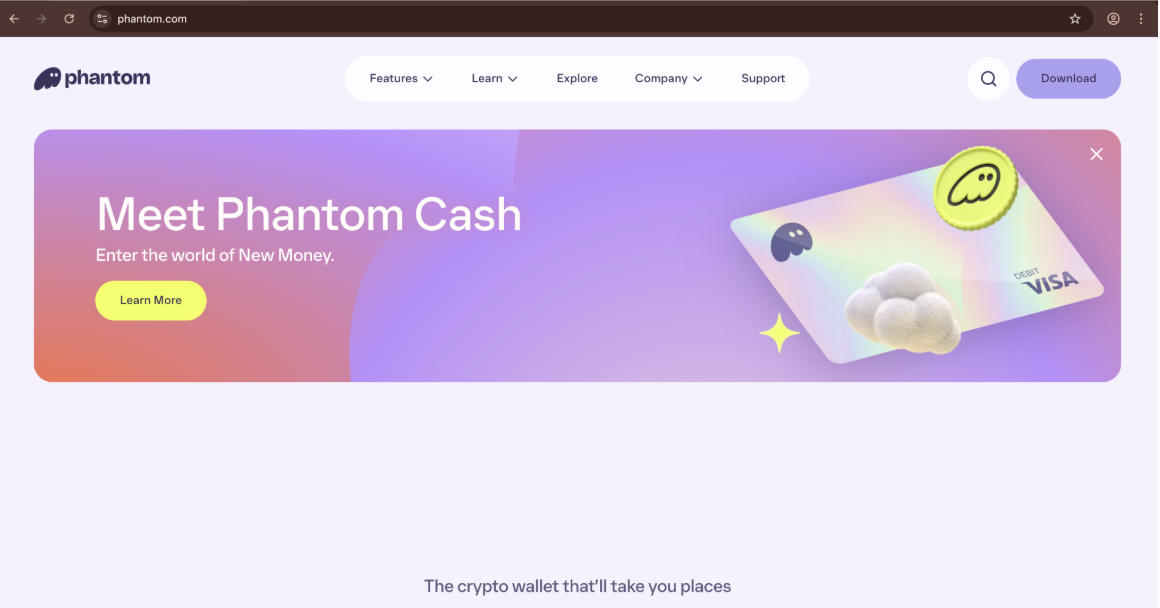 phantom.com
phantom
Features
Learn
Explore
Company
Support
Download
Meet Phantom Cash
Enter the world of New Money.
Learn More
DEBIT
VISA
The crypto wallet that'll take you places